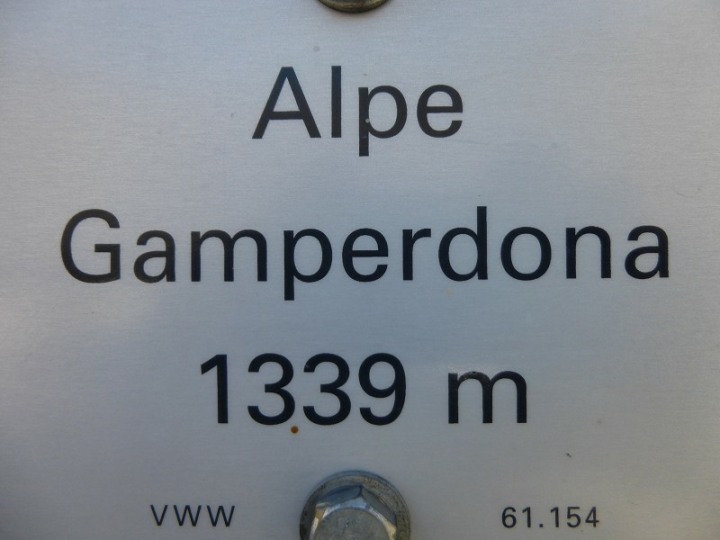 Alpe
Gamperdona
1339 m
VWW 61.154